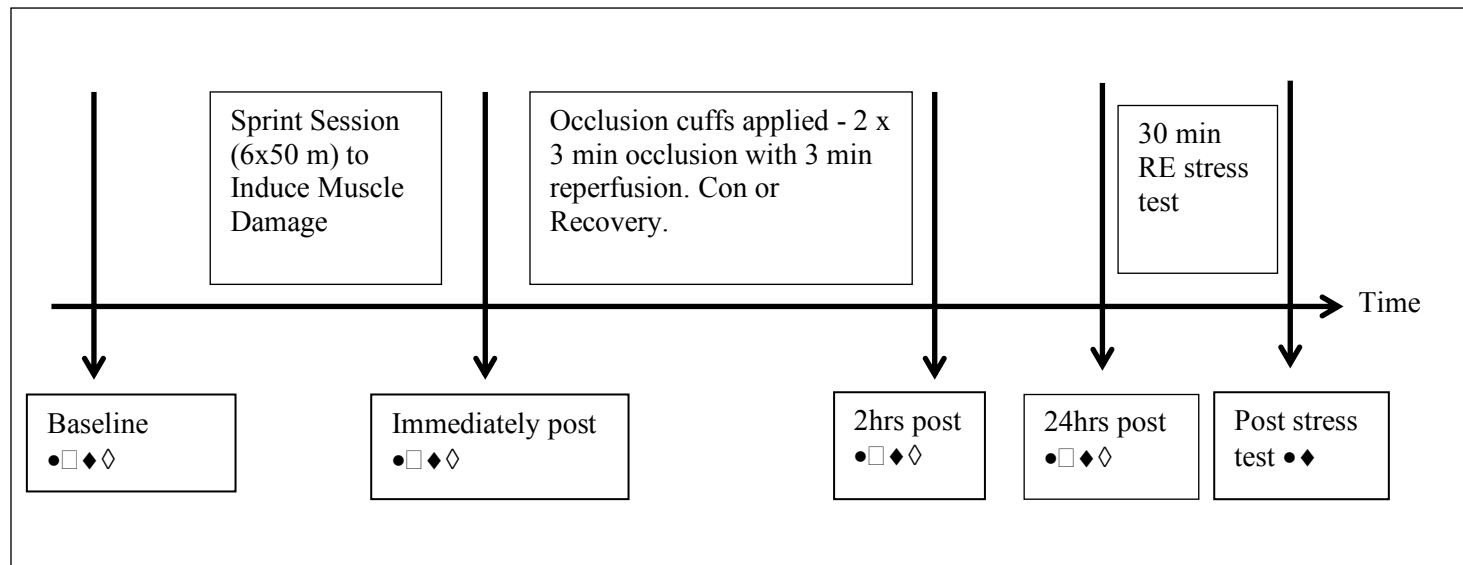 Sprint Session
(6x50 m) to
Induce Muscle
Damage
Occlusion cuffs applied - 2 x
3 min occlusion with 3 min
reperfusion. Con or
Recovery.
30 min
RE stress
test
Time
Baseline
●□♦◊
Immediately post
●□♦◊
2hrs post
●□♦◊
24hrs post
●□♦◊
Post stress
test ●♦